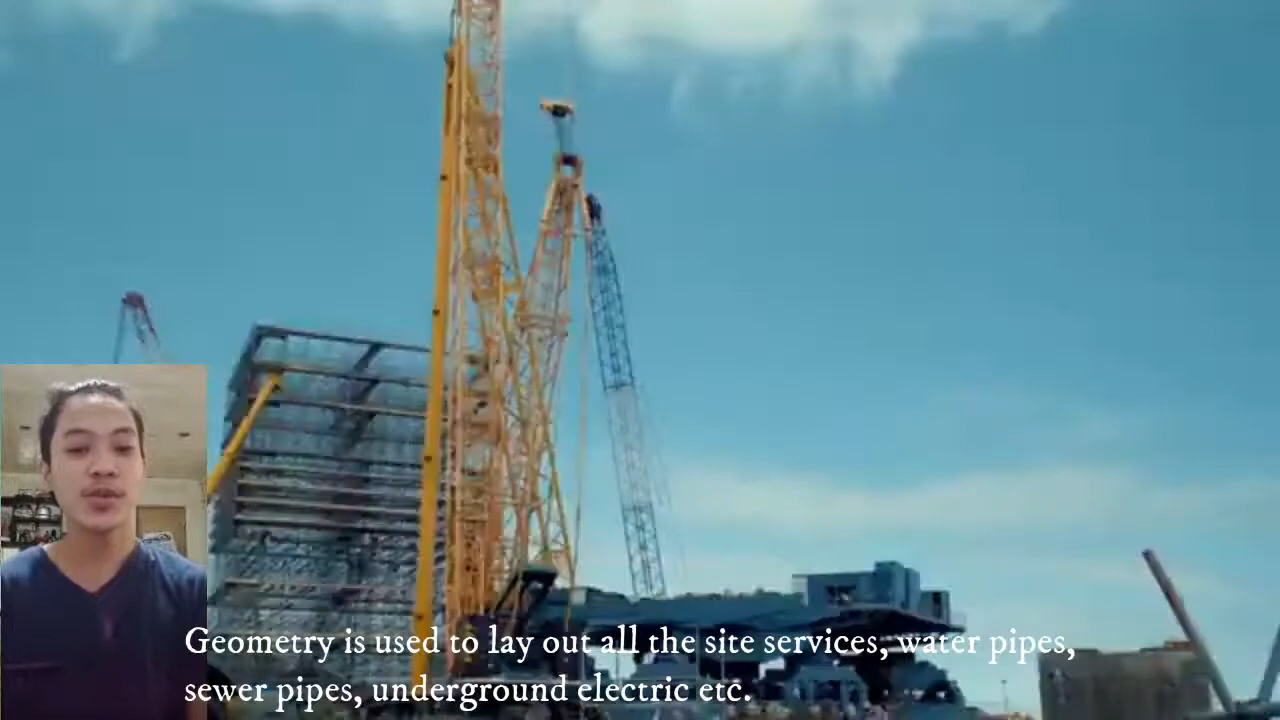 Geometry is used to lay out all the site services, water pipes,
sewer pipes, underground electric etc.